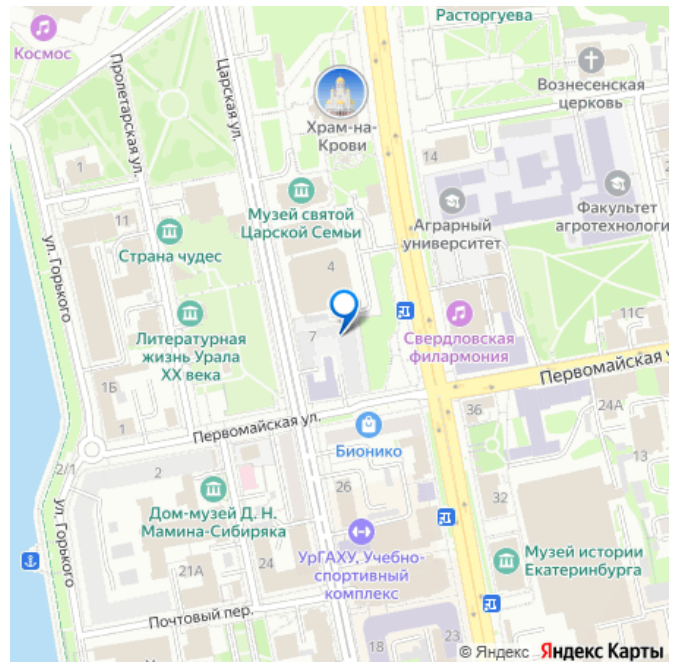 Расторгуева
Космос
Пролетарская ул.
Царская ул.
Вознесенская
церковь
Храм-на-
Крови
14
1
Музей святой
Царской Семьи
Аграрный
университет
Факультет
агротехнологи
11
Страна чудес
ул. Горького
4
7
Литературная
жизнь Урала
XX века
Свердловская
филармония
11С
1Б
1
Первомайская у
Первомайская ул.
36
24А
Бионико
13
2/1
2
26
32
Дом-музей Д. Н.
Мамина-Сибиряка
ул. Горького
УрГАХУ, Учебно-
спортивный
комплекс
Музей истории
Екатеринбурга
21А
24
Почтовый пер.
18
23
© Яндекс Яндекс Карты